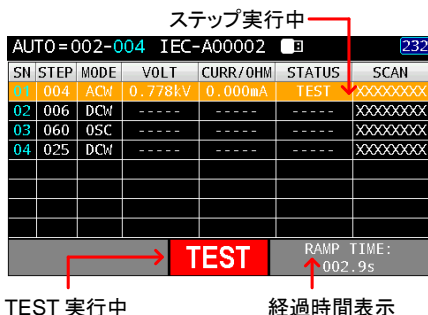 ステップ実行中
AUTO=002-004 IEC-A00002 232
SN STEP MODE VOLT CURR/OHM STATUS SCAN
01 004 ACW 0.778kV 0.000mA TEST XXXXXXXX
02 006 DCW ----- ----- ----- XXXXXXXX
03 060 OSC ----- ----- ----- XXXXXXXX
04 025 DCW ----- ----- ----- XXXXXXXX
TEST
RAMP TIME:
002.9s
TEST 実行中 経過時間表示